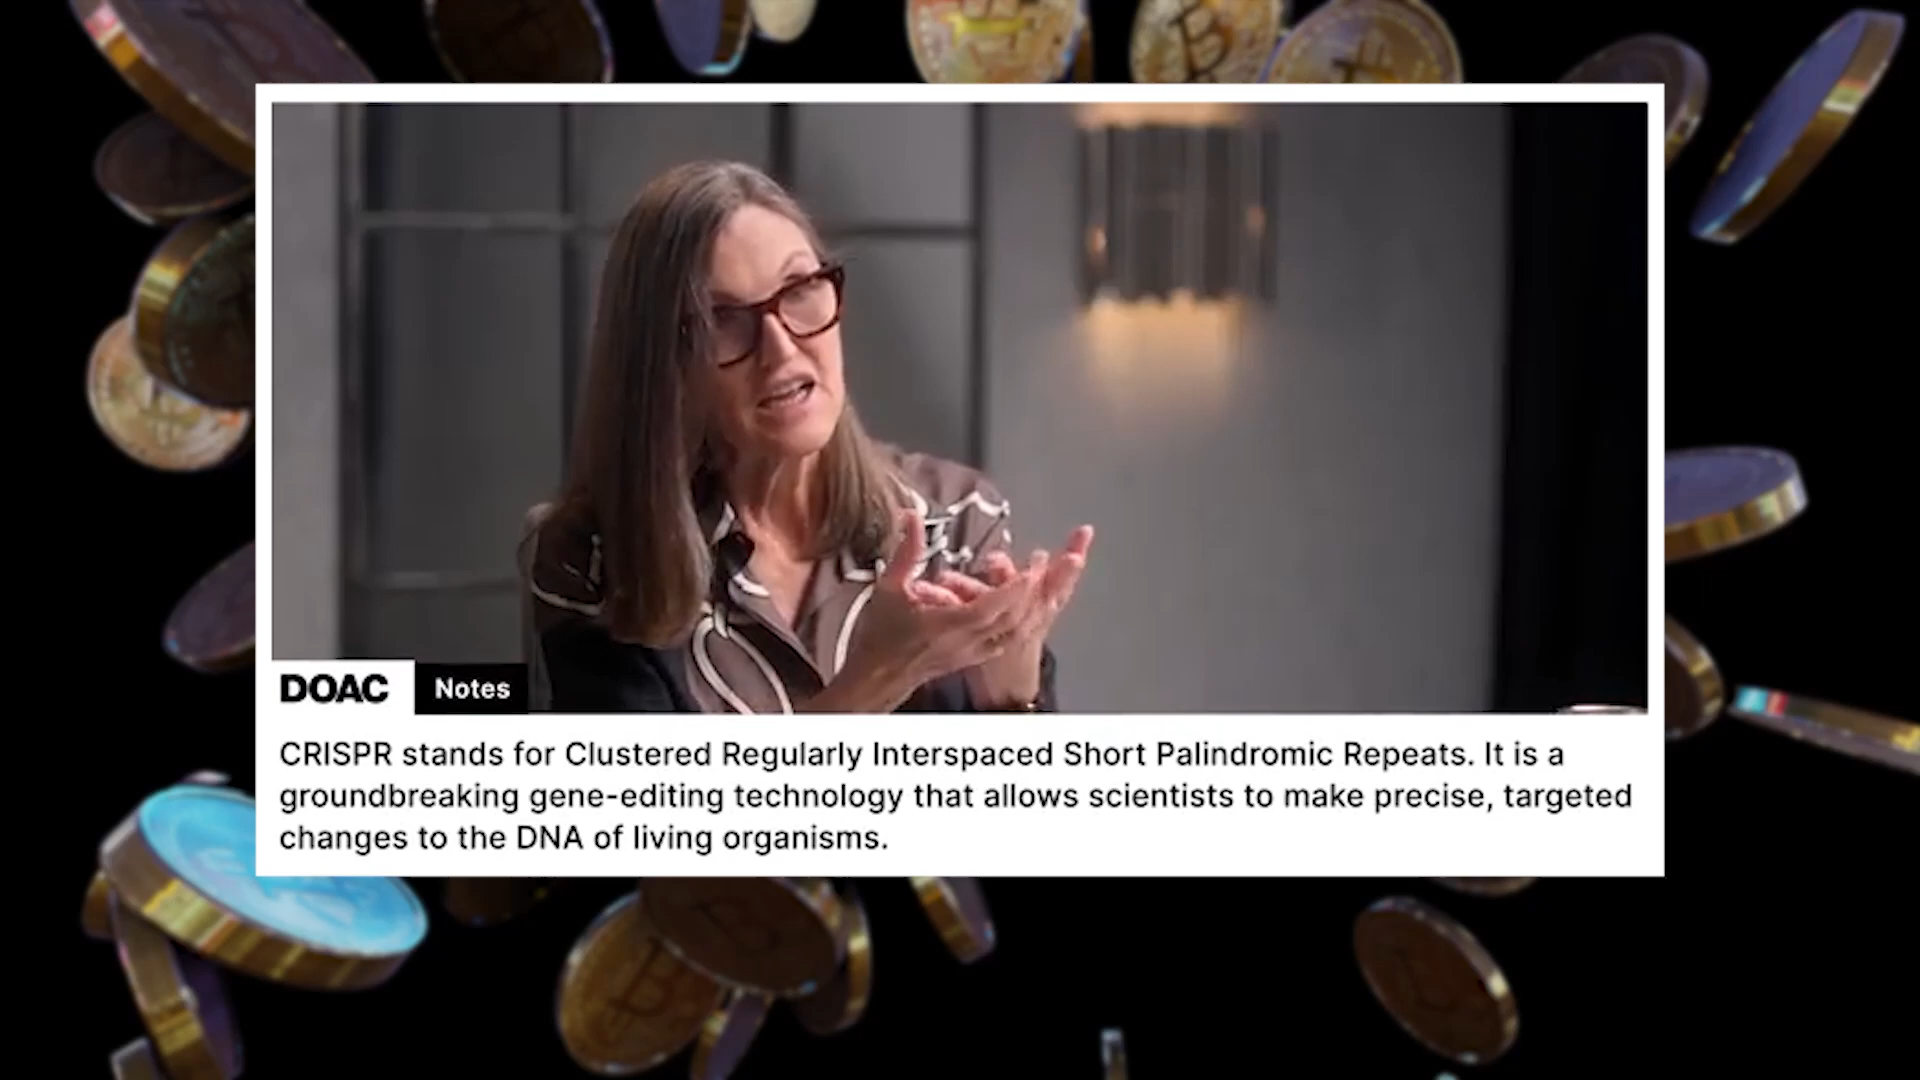 DOAC Notes
CRISPR stands for Clustered Regularly Interspaced Short Palindromic Repeats. It is a
groundbreaking gene-editing technology that allows scientists to make precise, targeted
changes to the DNA of living organisms.